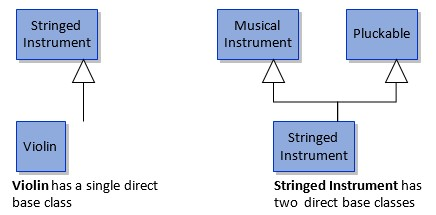 Stringed
Instrument
Violin
Violin has a single direct
base class
Musical
Instrument
Pluckable
Stringed
Instrument
Stringed Instrument has
two direct base classes